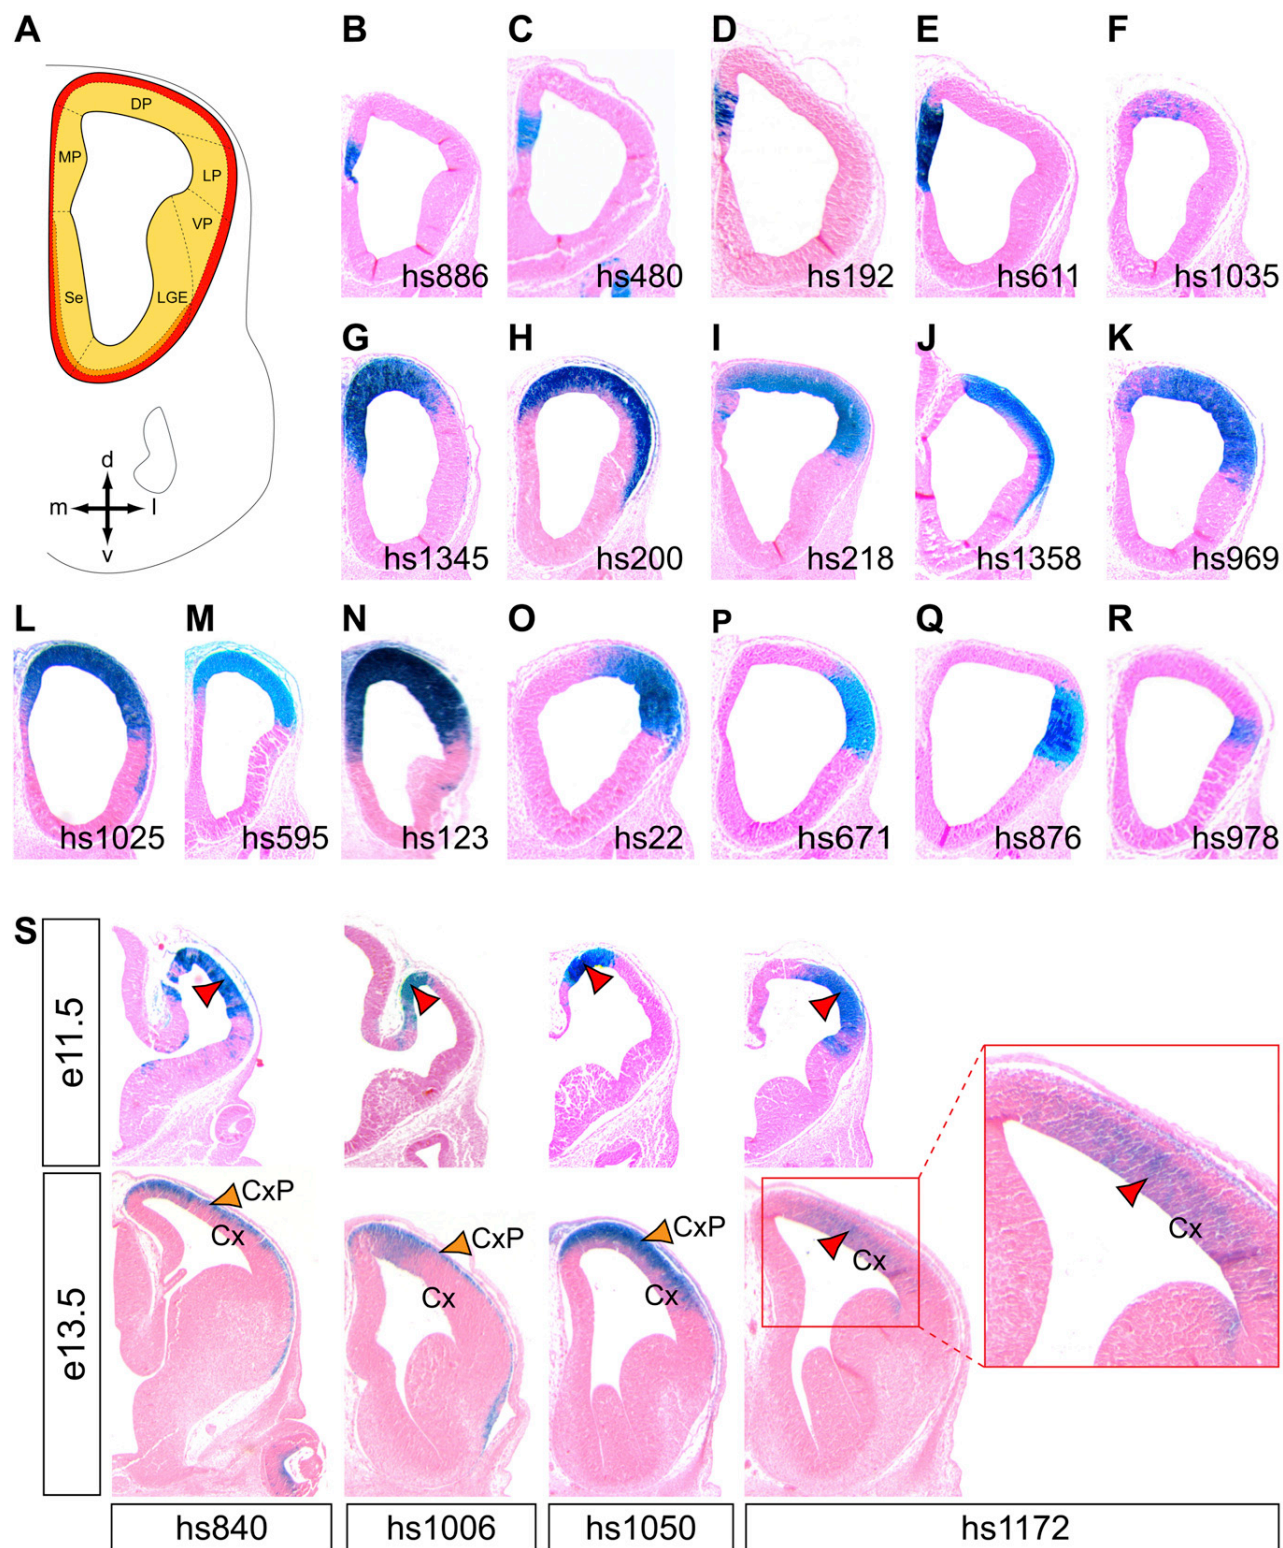 A
DP
MP
LP
VP
Se
LGE
d
m
l
v
B
hs886
C
hs480
D
hs192
E
hs611
F
hs1035
G
hs1345
H
hs200
I
hs218
J
hs1358
K
hs969
L
hs1025
M
hs595
N
hs123
O
hs22
P
hs671
Q
hs876
R
hs978
S
e11.5
e13.5
CxP
Cx
CxP
Cx
CxP
Cx
Cx
Cx
hs840
hs1006
hs1050
hs1172